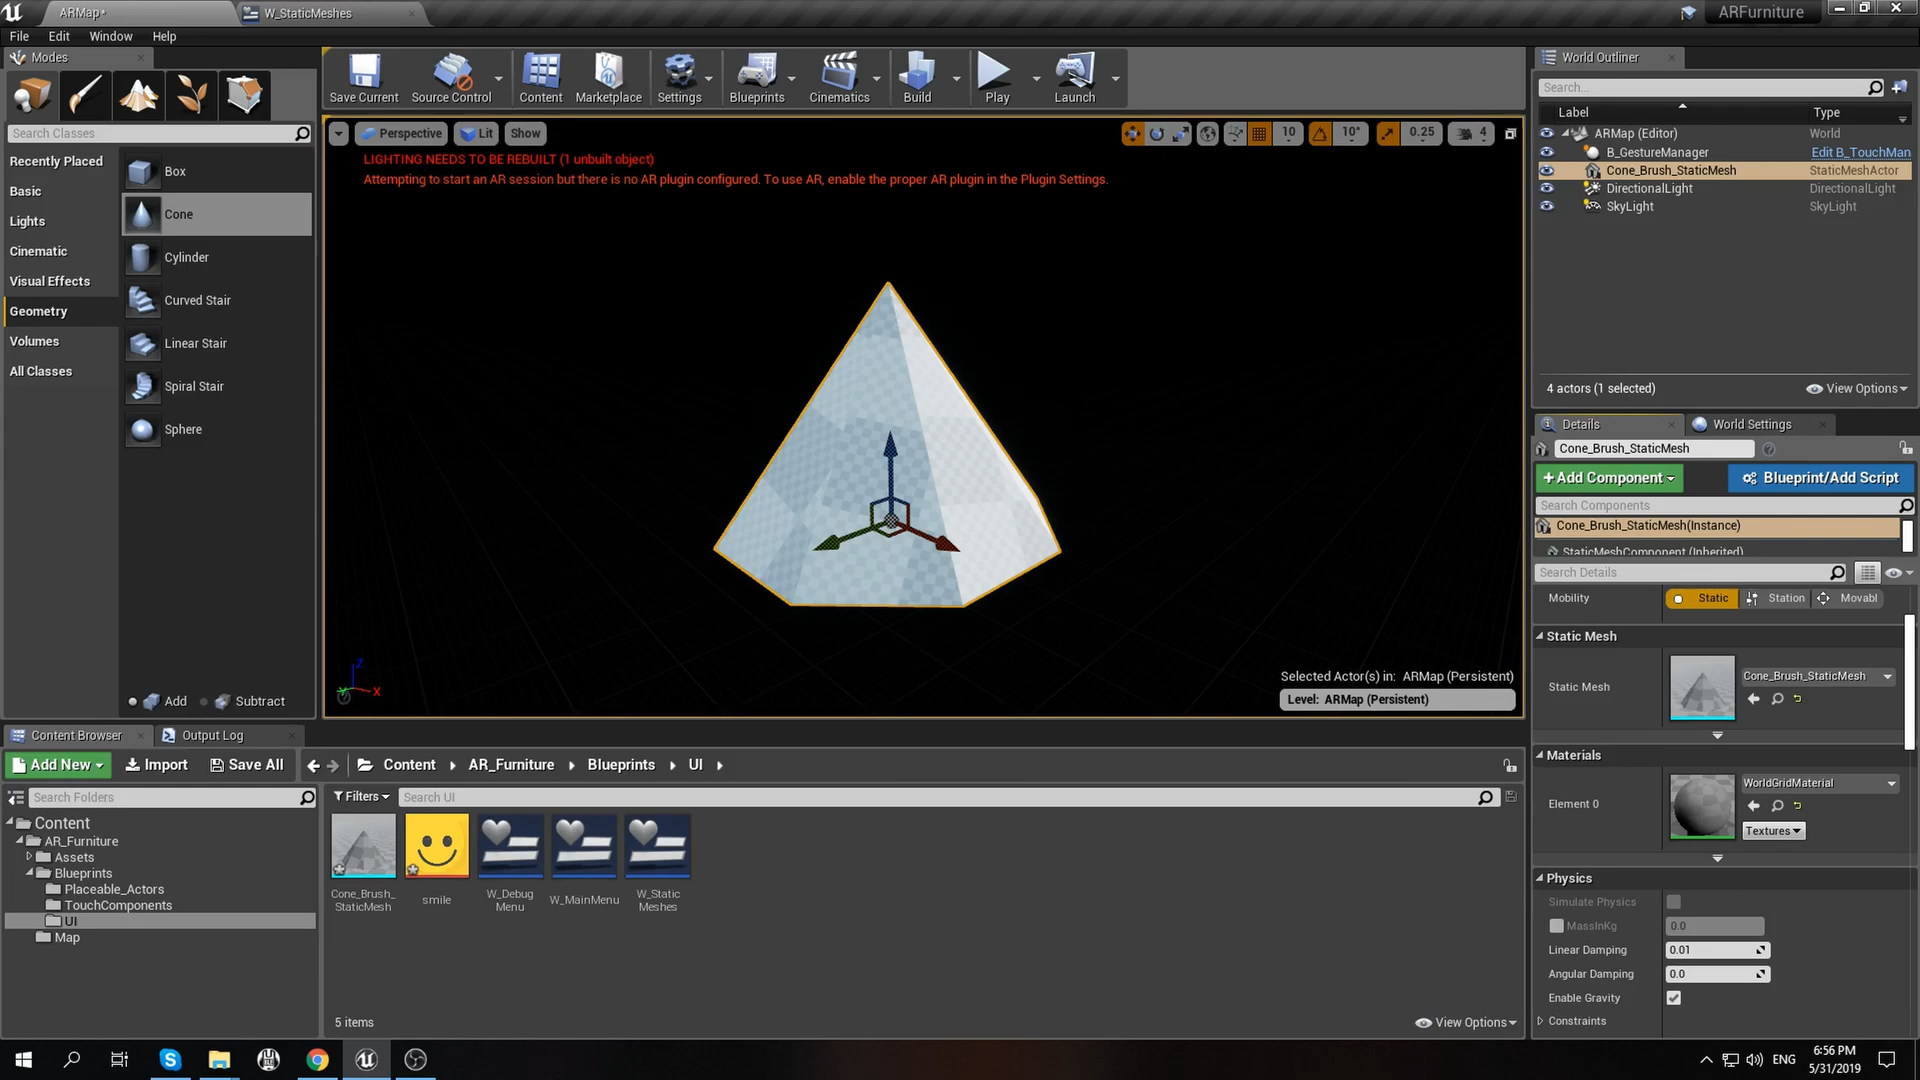 ARMap*
W_StaticMeshes
ARFurniture
File Edit Window Help
Modes
Search Classes
Recently Placed
Basic
Lights
Cinematic
Visual Effects
Geometry
Volumes
All Classes
Box
Cone
Cylinder
Curved Stair
Linear Stair
Spiral Stair
Sphere
Add Subtract
Save Current Source Control Content Marketplace Settings Blueprints Cinematics Build Play Launch
Perspective Lit Show
10 10° 0.25 4
LIGHTING NEEDS TO BE REBUILT (1 unbuilt object)
Attempting to start an AR session but there is no AR plugin configured. To use AR, enable the proper AR plugin in the Plugin Settings.
Z
X
Y
Selected Actor(s) in: ARMap (Persistent)
Level: ARMap (Persistent)
World Outliner
Search...
Label Type
ARMap (Editor) World
B_GestureManager Edit B_TouchMan
Cone_Brush_StaticMesh StaticMeshActor
DirectionalLight DirectionalLight
SkyLight SkyLight
4 actors (1 selected) View Options
Details World Settings
Cone_Brush_StaticMesh
+Add Component Blueprint/Add Script
Search Components
Cone_Brush_StaticMesh(Instance)
StaticMeshComponent (Inherited)
Search Details
Mobility Static Station Movabl
Static Mesh
Static Mesh Cone_Brush_StaticMesh
Materials
Element 0 WorldGridMaterial
Textures
Physics
Simulate Physics
MassInKg 0.0
Linear Damping 0.01
Angular Damping 0.0
Enable Gravity
Constraints
Content Browser Output Log
Add New Import Save All Content AR_Furniture Blueprints UI
Search Folders
Content
AR_Furniture
Assets
Blueprints
Placeable_Actors
TouchComponents
UI
Map
Filters Search UI
Cone_Brush_
StaticMesh
smile
W_Debug
Menu
W_MainMenu
W_Static
Meshes
5 items View Options
ENG
6:56 PM
5/31/2019